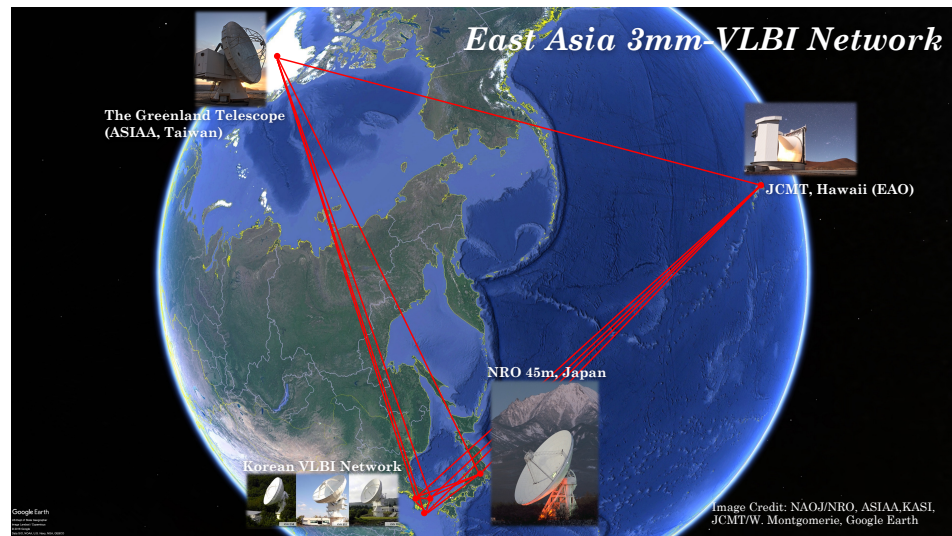 East Asia 3mm-VLBI Network
The Greenland Telescope
(ASIAA, Taiwan)
JCMT, Hawaii (EAO)
NRO 45m, Japan
Korean VLBI Network
Google Earth
Image Credit: NAOJ/NRO, ASIAA,KASI,
JCMT/W. Montgomerie, Google Earth